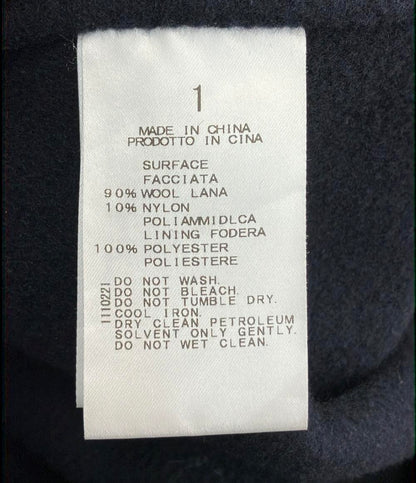 1
MADE IN CHINA
PRODOTTO IN CINA
SURFACE
FACCIATA
90% WOOL LANA
10% NYLON
POLIAMMIDLCA
LINING FODERA
100% POLYESTER
POLIESTERE
1110221
DO NOT WASH.
DO NOT BLEACH.
DO NOT TUMBLE DRY.
COOL IRON.
DRY CLEAN PETROLEUM
SOLVENT ONLY GENTLY.
DO NOT WET CLEAN.